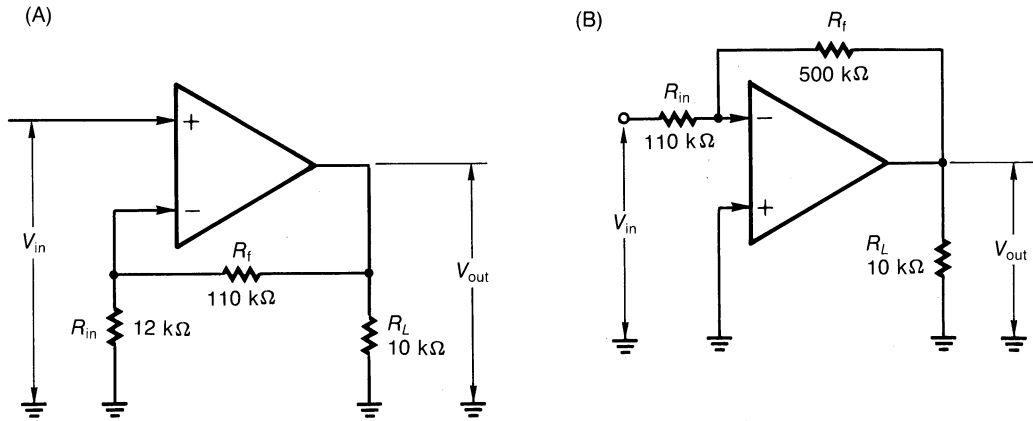 (A)
+
−
V_in
R_f
110 kΩ
R_in 12 kΩ
R_L
10 kΩ
V_out
(B)
R_f
500 kΩ
R_in
110 kΩ
−
+
V_in
R_L
10 kΩ
V_out